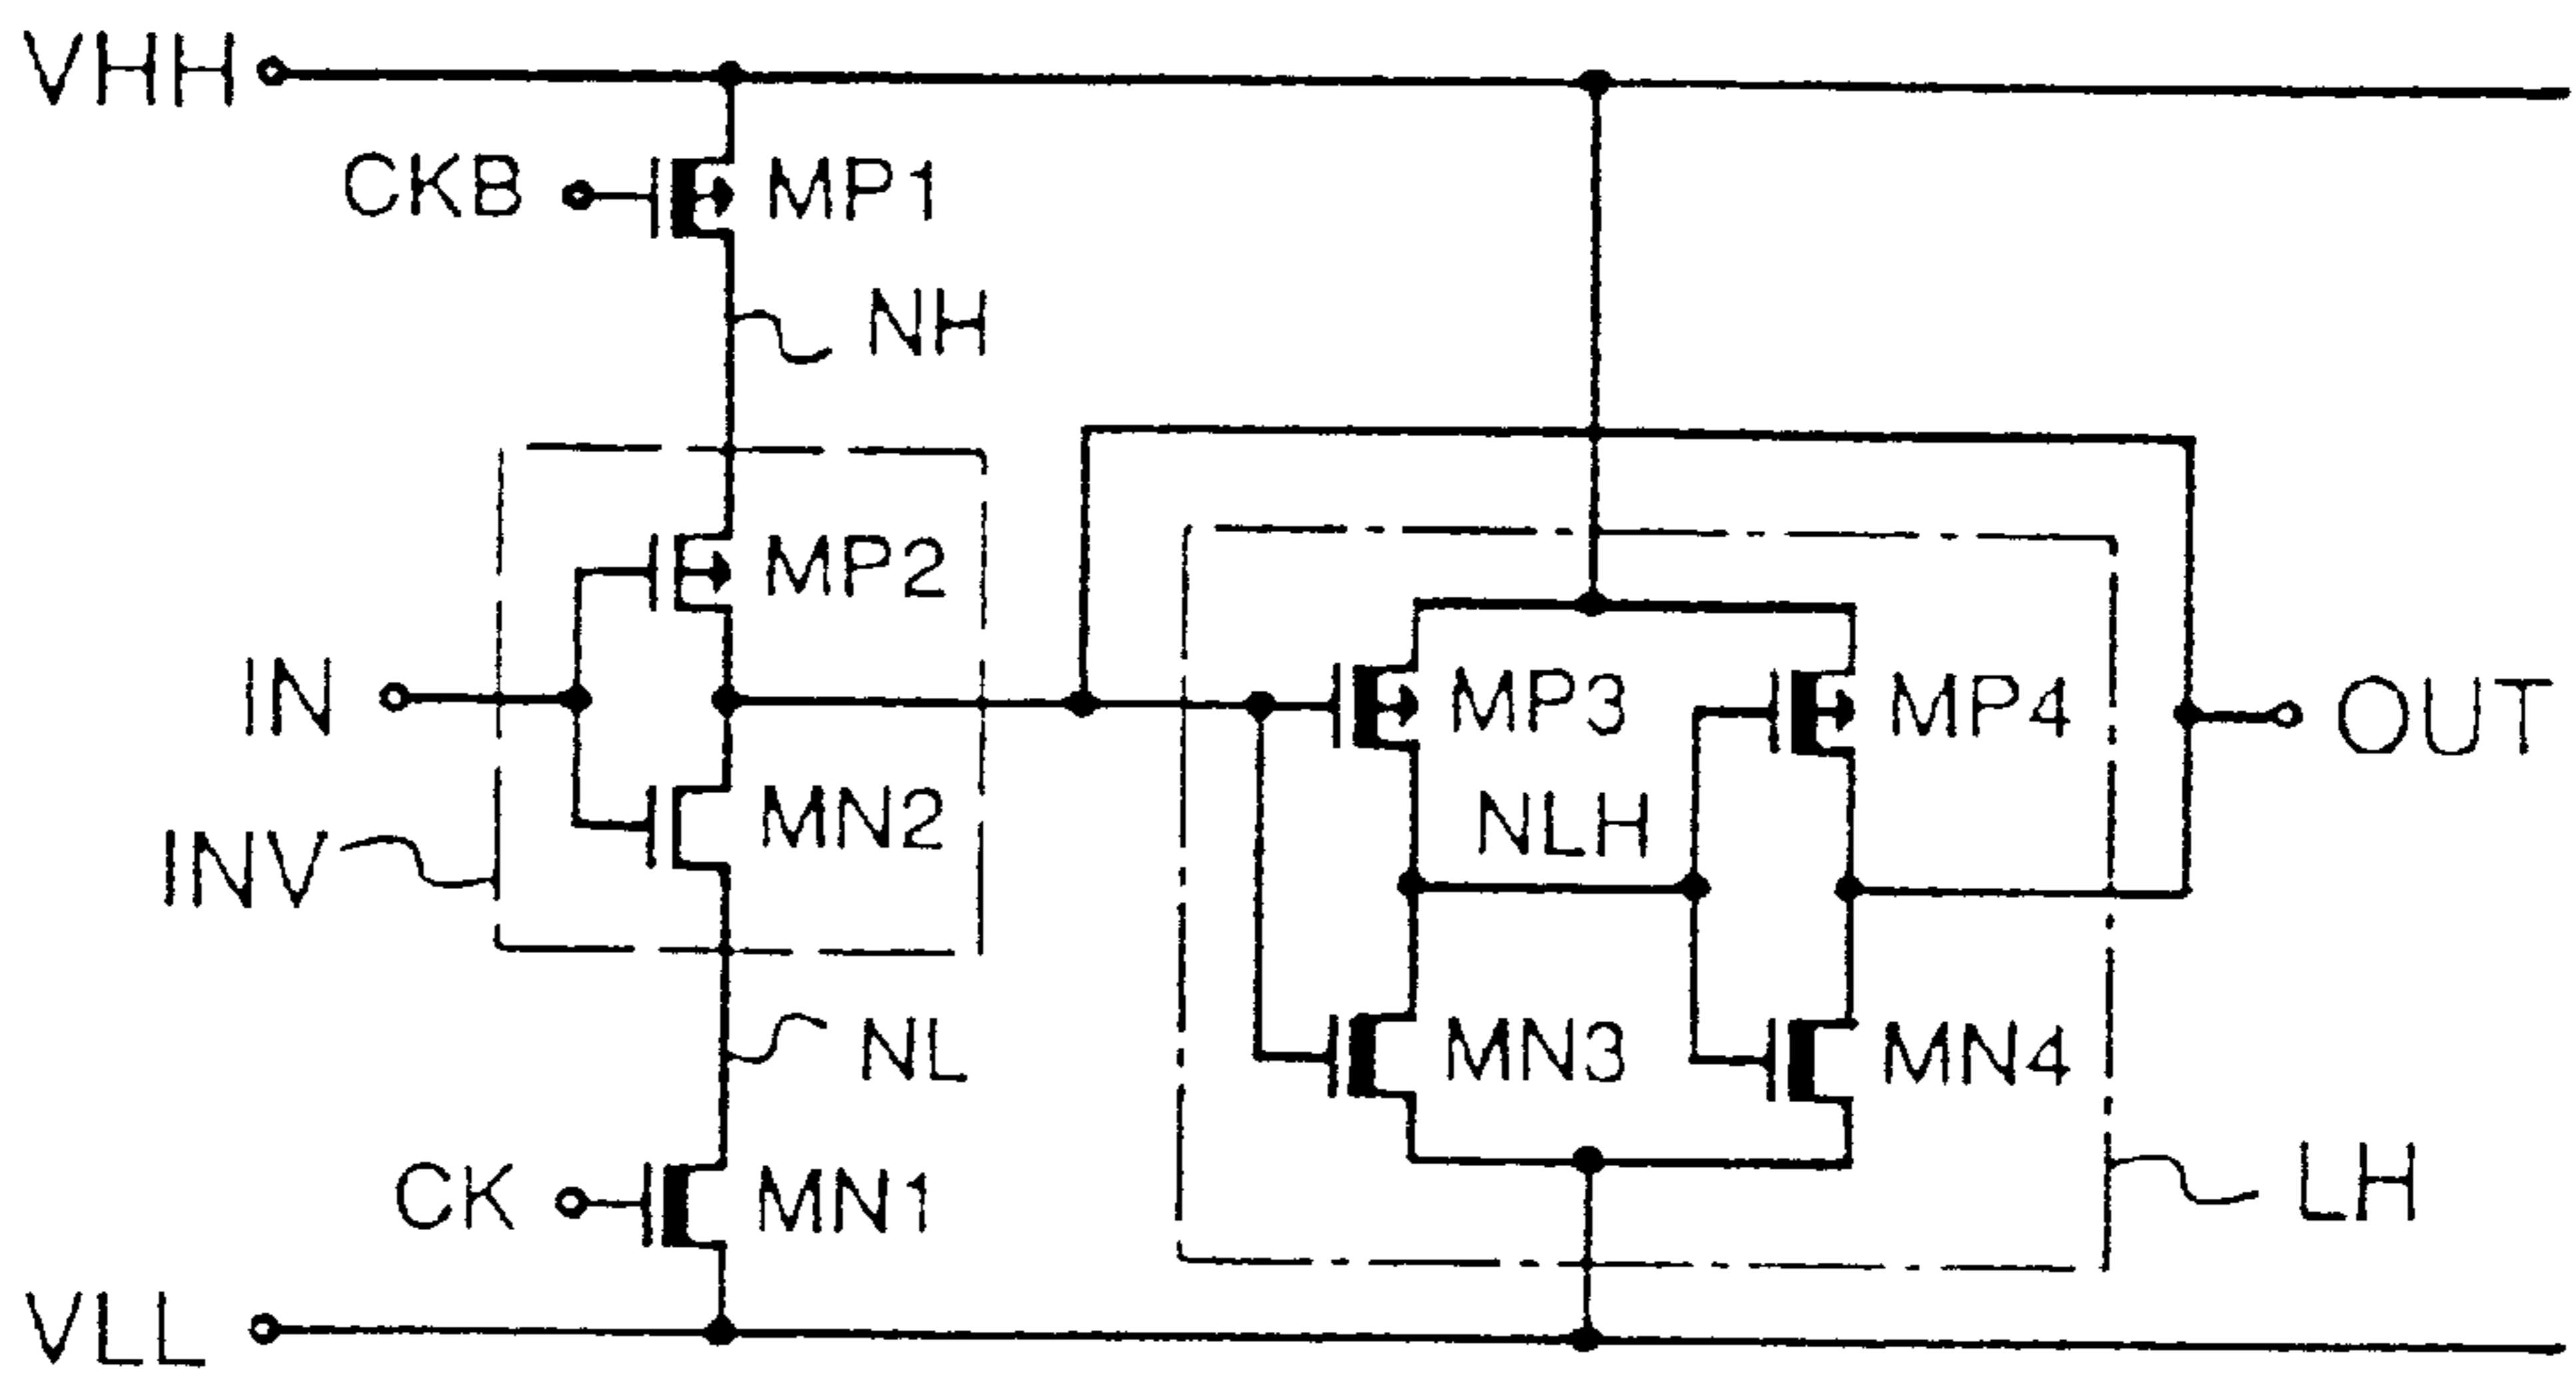 VHH
CKB
MP1
NH
MP2
IN
MP3
MP4
OUT
NLH
MN2
INV
NL
MN3
MN4
CK
MN1
LH
VLL